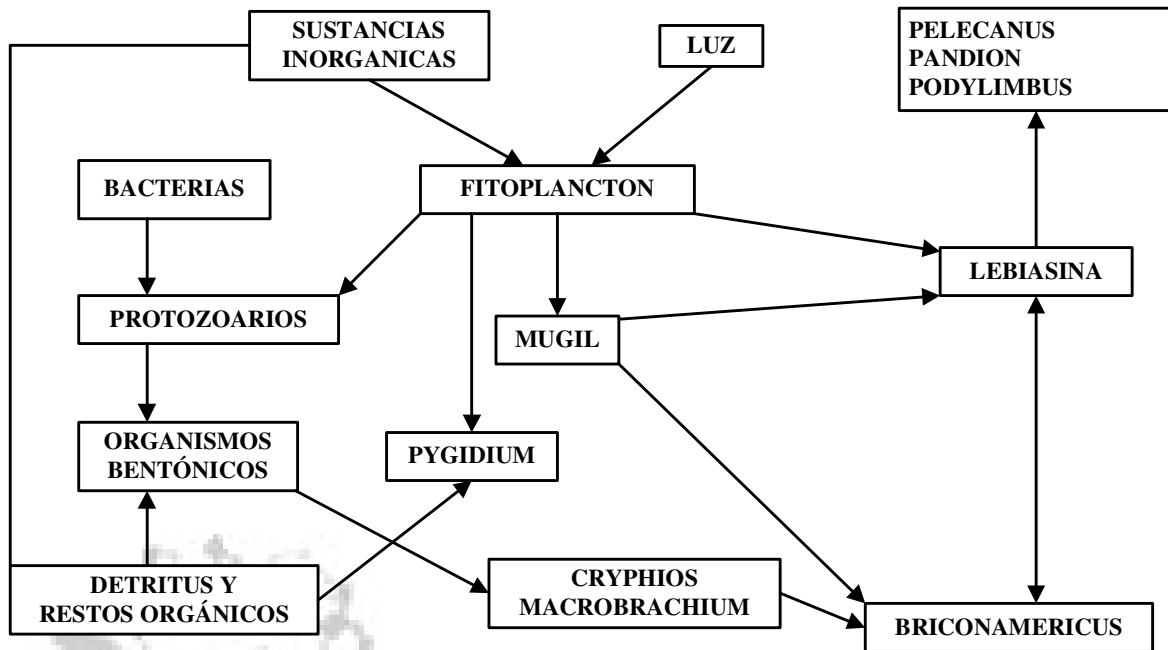 SUSTANCIAS
INORGANICAS
LUZ
PELECANUS
PANDION
PODYLIMBUS
BACTERIAS
FITOPLANCTON
LEBIASINA
PROTOZOARIOS
MUGIL
ORGANISMOS
BENTÓNICOS
PYGIDIUM
DETRITUS Y
RESTOS ORGÁNICOS
CRYPHIOS
MACROBRACHIUM
BRICONAMERICUS